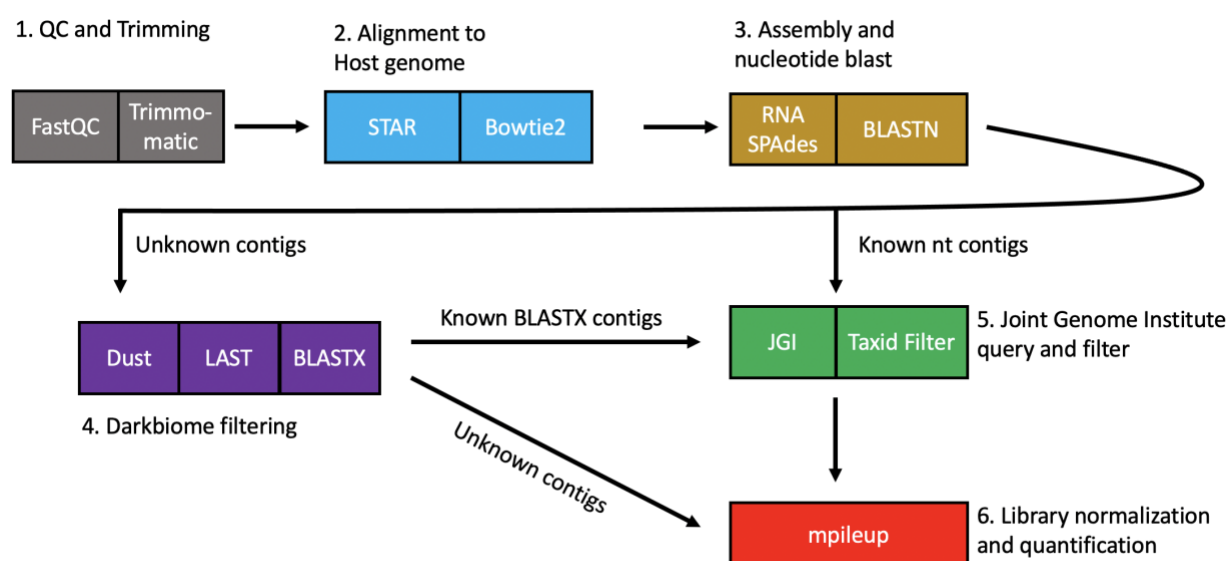 1. QC and Trimming
2. Alignment to
Host genome
3. Assembly and
nucleotide blast
FastQC
Trimmo-
matic
STAR
Bowtie2
RNA
SPAdes
BLASTN
Unknown contigs
Known nt contigs
Dust
LAST
BLASTX
Known BLASTX contigs
JGI
Taxid Filter
5. Joint Genome Institute
query and filter
4. Darkbiome filtering
Unknown contigs
mpileup
6. Library normalization
and quantification